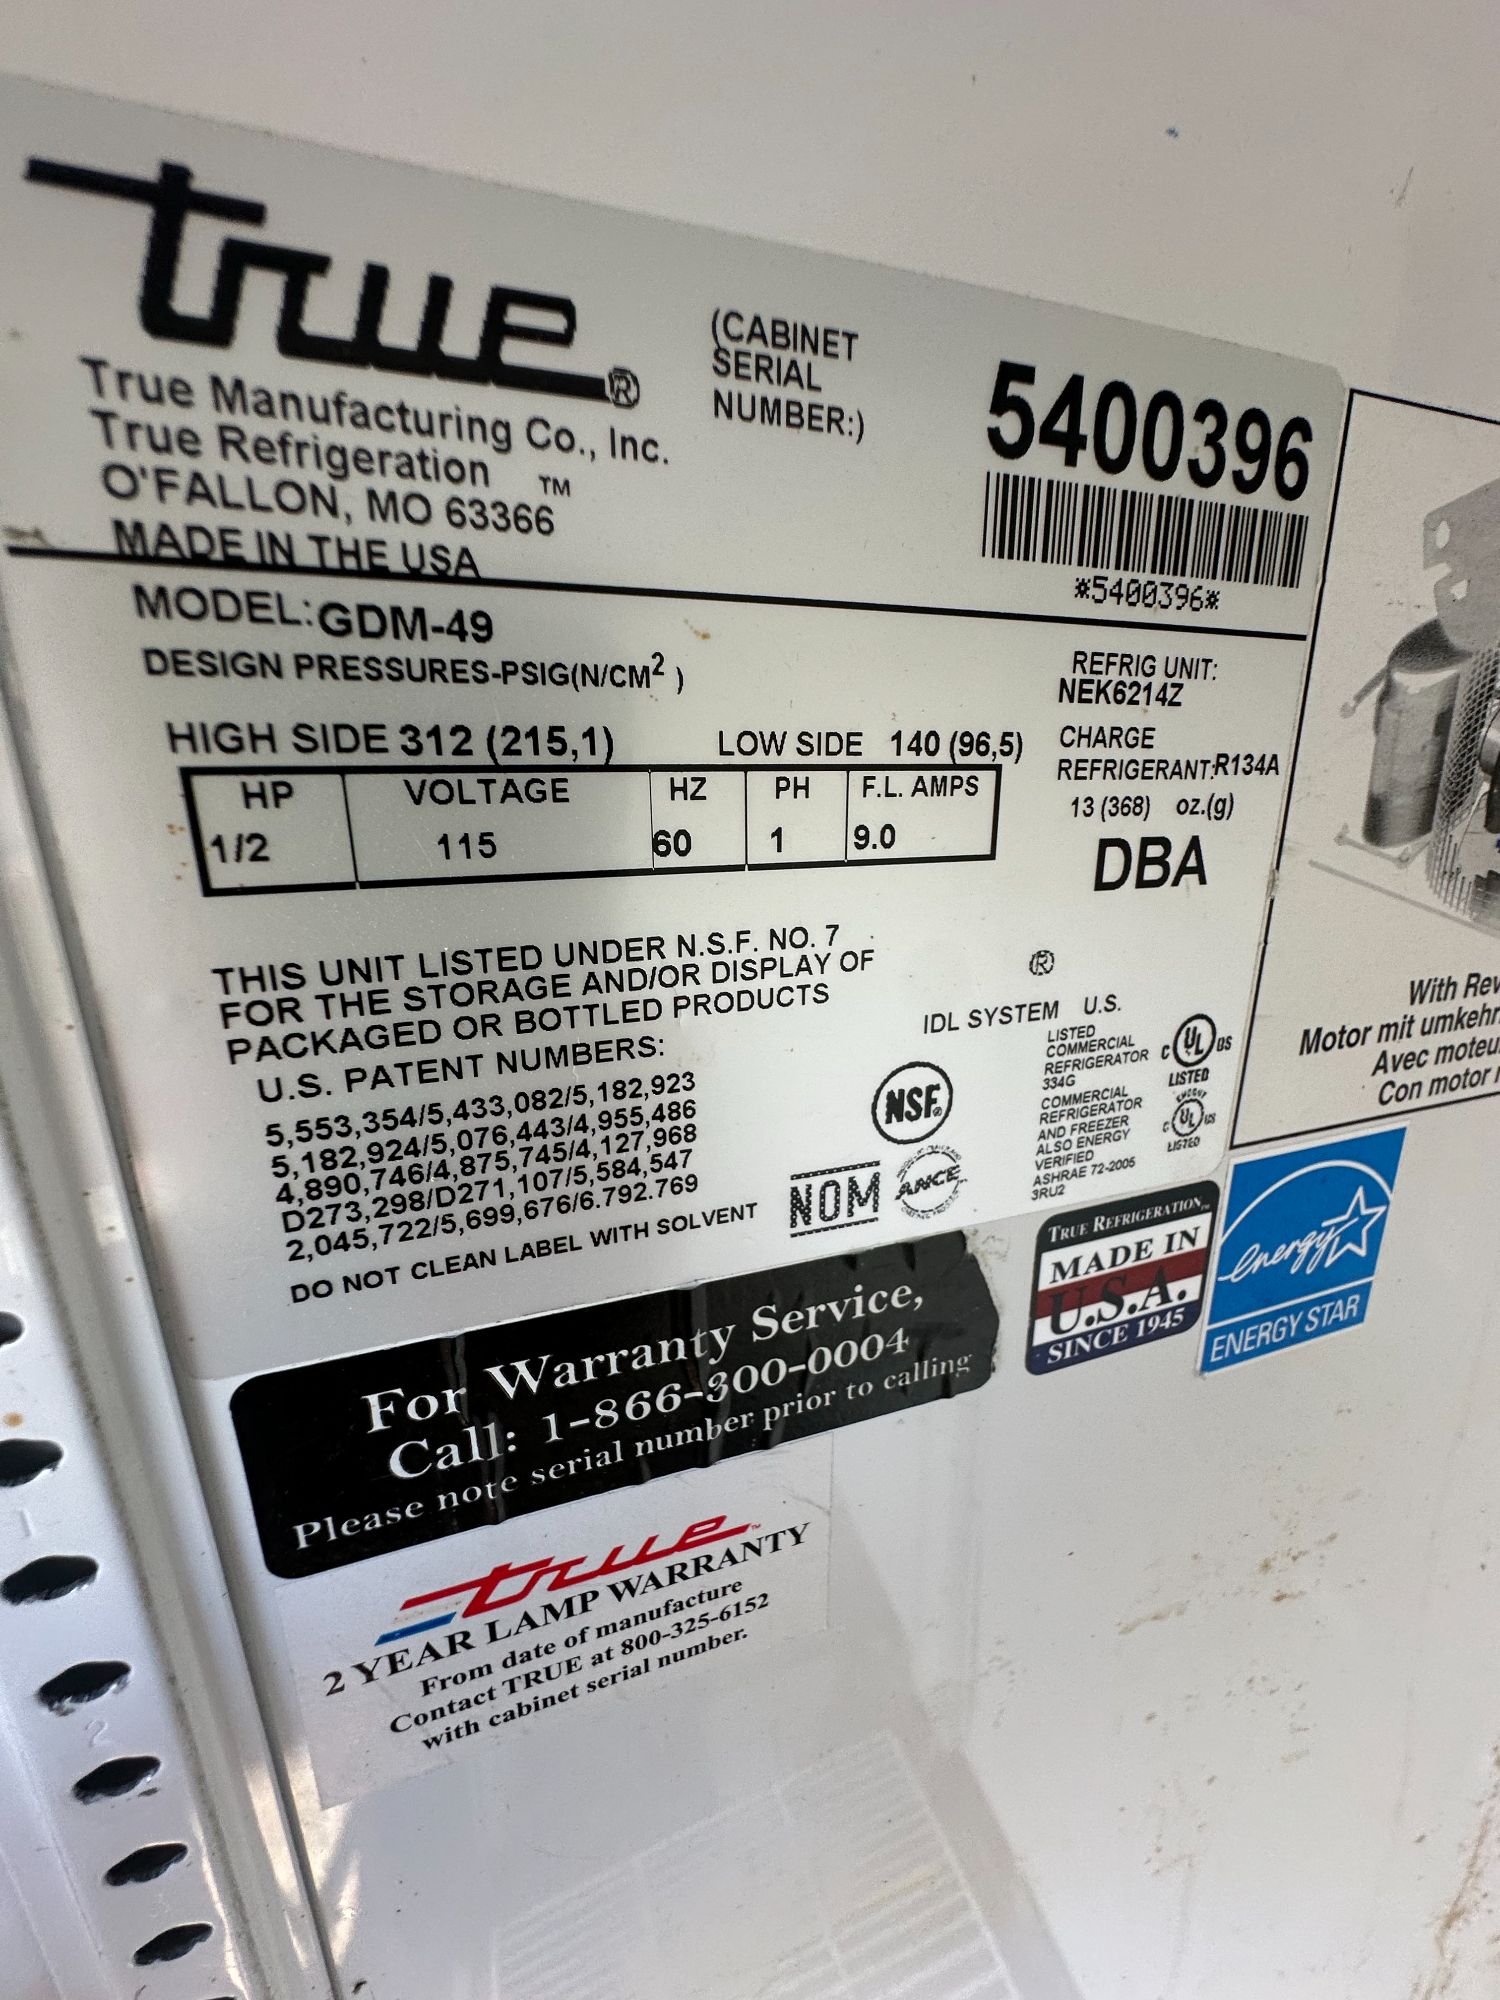 true®
True Manufacturing Co., Inc.
True Refrigeration ™
O'FALLON, MO 63366
MADE IN THE USA
(CABINET
SERIAL
NUMBER:)
5400396
*5400396*
MODEL:GDM-49
DESIGN PRESSURES-PSIG(N/CM²)
HIGH SIDE 312 (215,1) LOW SIDE 140 (96,5)
REFRIG UNIT:
NEK6214Z
CHARGE
REFRIGERANT:R134A
13 (368) oz.(g)
DBA
HP VOLTAGE HZ PH F.L. AMPS
1/2 115 60 1 9.0
THIS UNIT LISTED UNDER N.S.F. NO. 7
FOR THE STORAGE AND/OR DISPLAY OF
PACKAGED OR BOTTLED PRODUCTS
U.S. PATENT NUMBERS:
5,553,354/5,433,082/5,182,923
5,182,924/5,076,443/4,955,486
4,890,746/4,875,745/4,127,968
D273,298/D271,107/5,584,547
2,045,722/5,699,676/6.792.769
DO NOT CLEAN LABEL WITH SOLVENT
®
IDL SYSTEM U.S.
LISTED
COMMERCIAL
REFRIGERATOR
334G
COMMERCIAL
REFRIGERATOR
AND FREEZER
ALSO ENERGY
VERIFIED
ASHRAE 72-2005
3RU2
C UL US
LISTED
ENERGY
C UL US
LISTED
NSF®
NOM
ANCE
With Rev
Motor mit umkehr
Avec moteu
Con motor r
TRUE REFRIGERATION™
MADE IN
U.S.A.
SINCE 1945
energy
ENERGY STAR
For Warranty Service,
Call: 1-866-300-0004
Please note serial number prior to calling
true™
2 YEAR LAMP WARRANTY
From date of manufacture
Contact TRUE at 800-325-6152
with cabinet serial number.
1
2